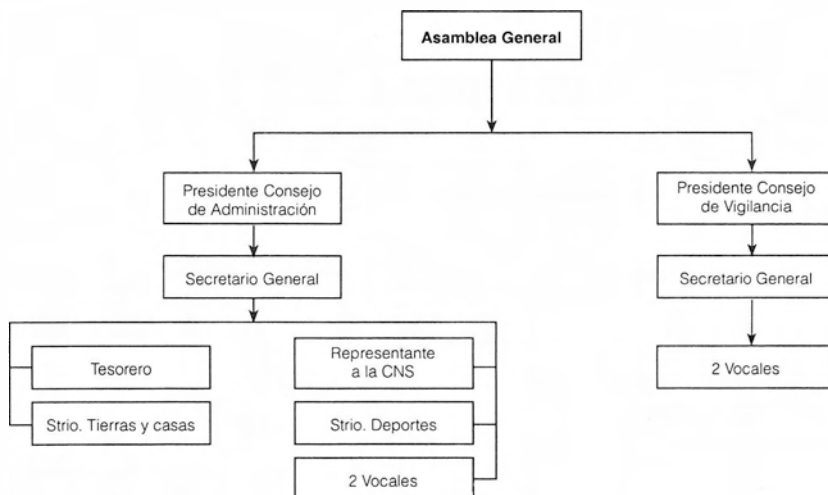 Asamblea General
Presidente Consejo
de Administración
Presidente Consejo
de Vigilancia
Secretario General
Secretario General
Tesorero
Representante
a la CNS
2 Vocales
Strio. Tierras y casas
Strio. Deportes
2 Vocales